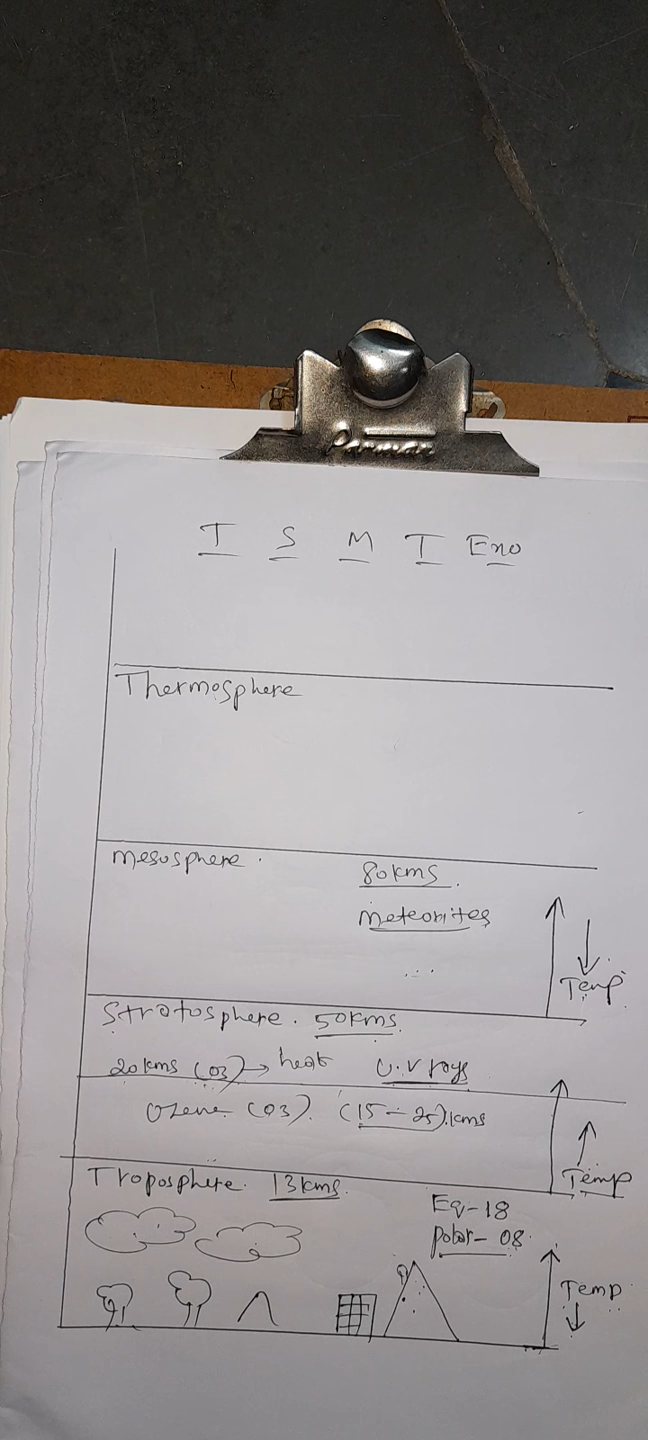 Perman
T S M T Exo
Thermosphere
Mesosphere. 80kms.
Meteorites
...
Temp
Stratosphere. 50kms.
20kms (O3) → heat U.V rays
Ozone (O3). (15-25).kms
Temp
Troposphere. 13kms.
Eq-18
polar-08.
Temp